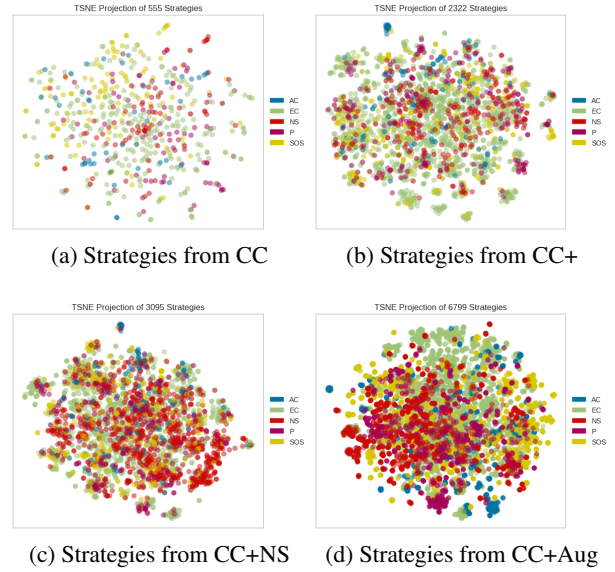 TSNE Projection of 555 Strategies
AC
EC
NS
P
SOS
(a) Strategies from CC
TSNE Projection of 2322 Strategies
AC
EC
NS
P
SOS
(b) Strategies from CC+
TSNE Projection of 3095 Strategies
AC
EC
NS
P
SOS
(c) Strategies from CC+NS
TSNE Projection of 6799 Strategies
AC
EC
NS
P
SOS
(d) Strategies from CC+Aug